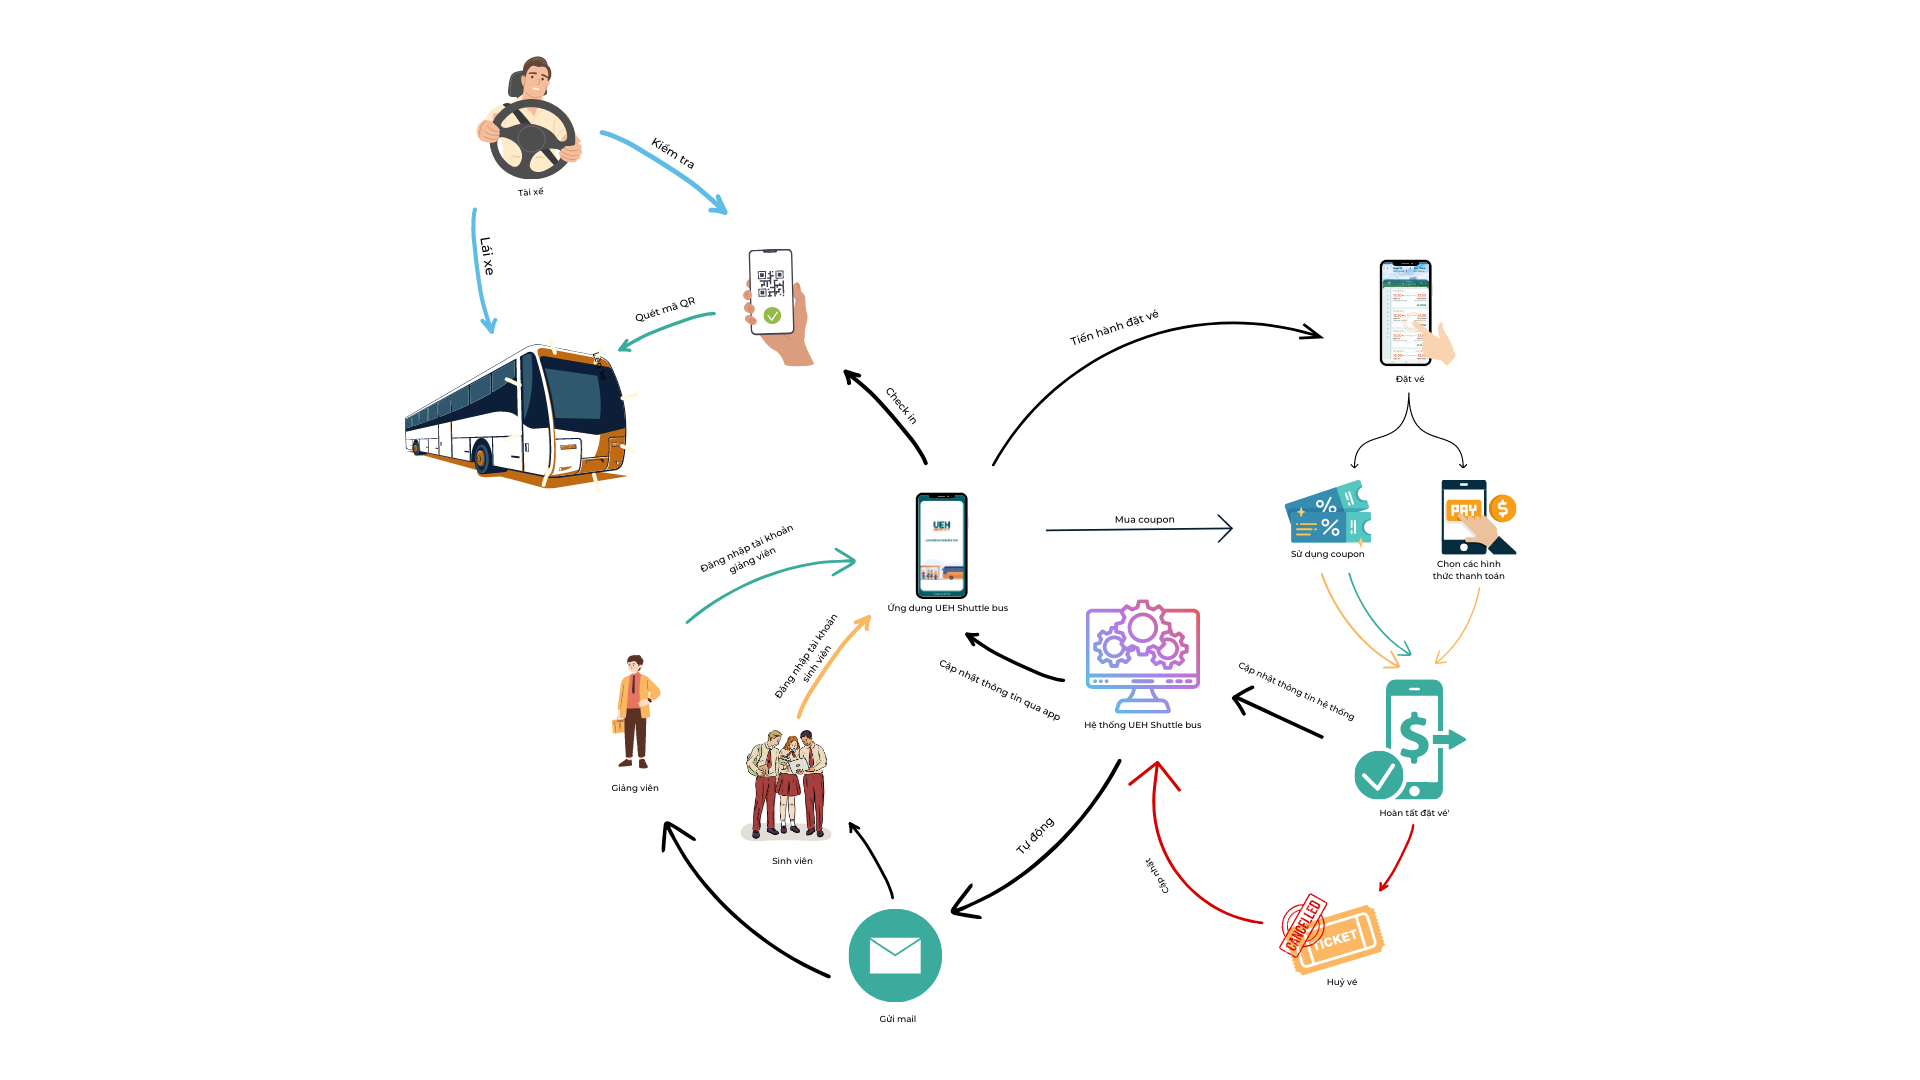 Tài xế
Kiểm tra
Lái xe
Quét mã QR
Check in
Tiến hành đặt vé
Đặt vé
Mua coupon
%
%
Sử dụng coupon
PAY
$
Chọn các hình
thức thanh toán
Đăng nhập tài khoản
giảng viên
UEH
Ứng dụng UEH Shuttle bus
Đăng nhập tài khoản
sinh viên
Cập nhật thông tin qua app
Hệ thống UEH Shuttle bus
Cập nhật thông tin hệ thống
$
Hoàn tất đặt vé'
Giảng viên
Sinh viên
Tự động
Cập nhật
CANCELLED
TICKET
Huỷ vé
Gửi mail